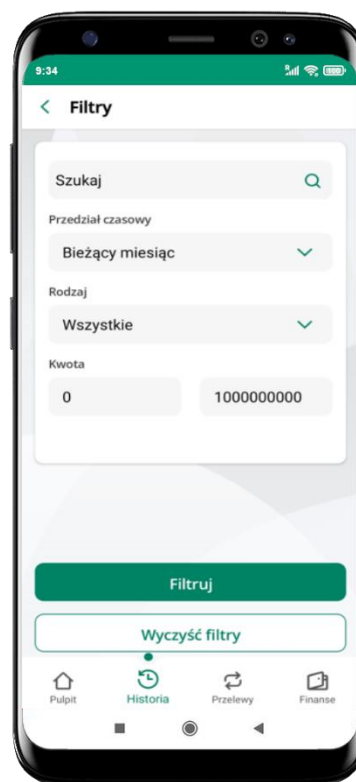 9:34
Filtry
Szukaj
Przedział czasowy
Bieżący miesiąc
Rodzaj
Wszystkie
Kwota
0 1000000000
Filtruj
Wyczyść filtry
Pulpit Historia Przelewy Finanse